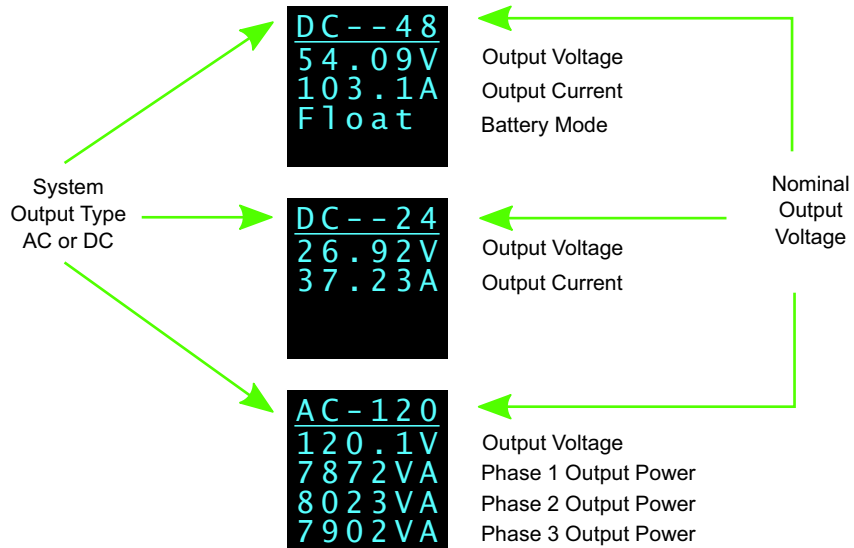 DC--48
54.09V
103.1A
Float
Output Voltage
Output Current
Battery Mode
System
Output Type
AC or DC
Nominal
Output
Voltage
DC--24
26.92V
37.23A
Output Voltage
Output Current
AC-120
120.1V
7872VA
8023VA
7902VA
Output Voltage
Phase 1 Output Power
Phase 2 Output Power
Phase 3 Output Power